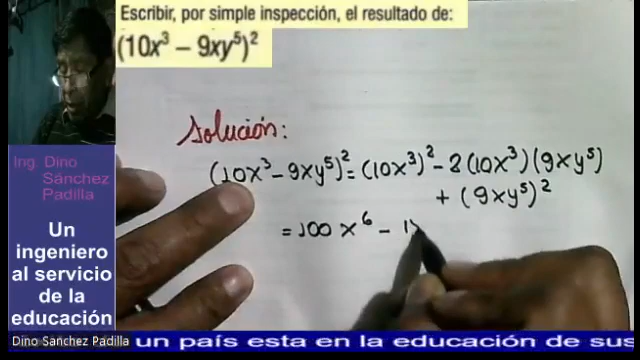 Escribir, por simple inspección, el resultado de:
(10x³ − 9xy⁵)²
Solución:
(10x³ − 9xy⁵)² = (10x³)² − 2(10x³)(9xy⁵)
+ (9xy⁵)²
= 100x⁶ − 1
Ing. Dino
Sánchez
Padilla
Un
ingeniero
al servicio
de la
educación
Dino Sánchez Padilla
un país esta en la educación de sus